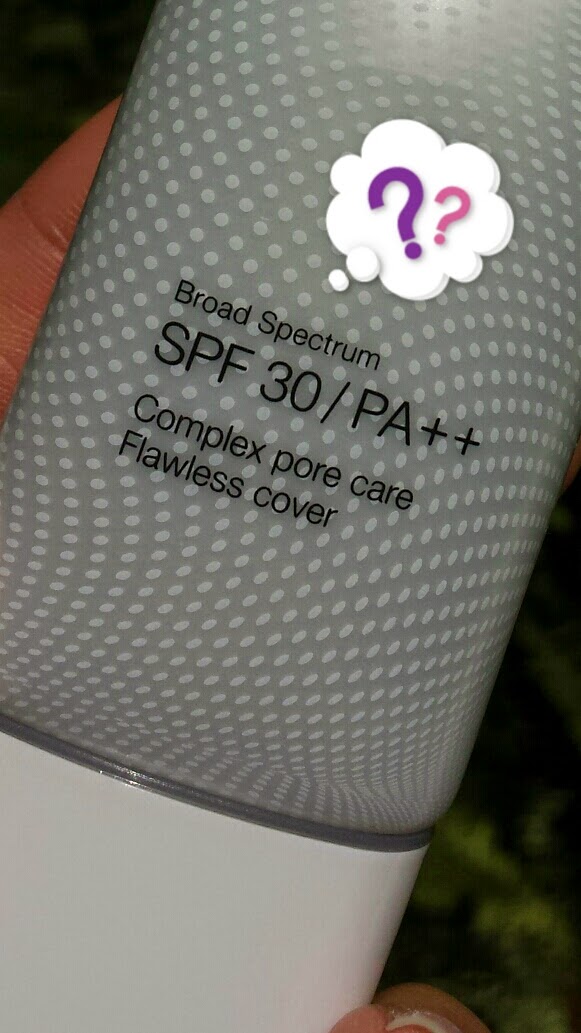 ??
Broad Spectrum
SPF 30/PA++
Complex pore care
Flawless cover